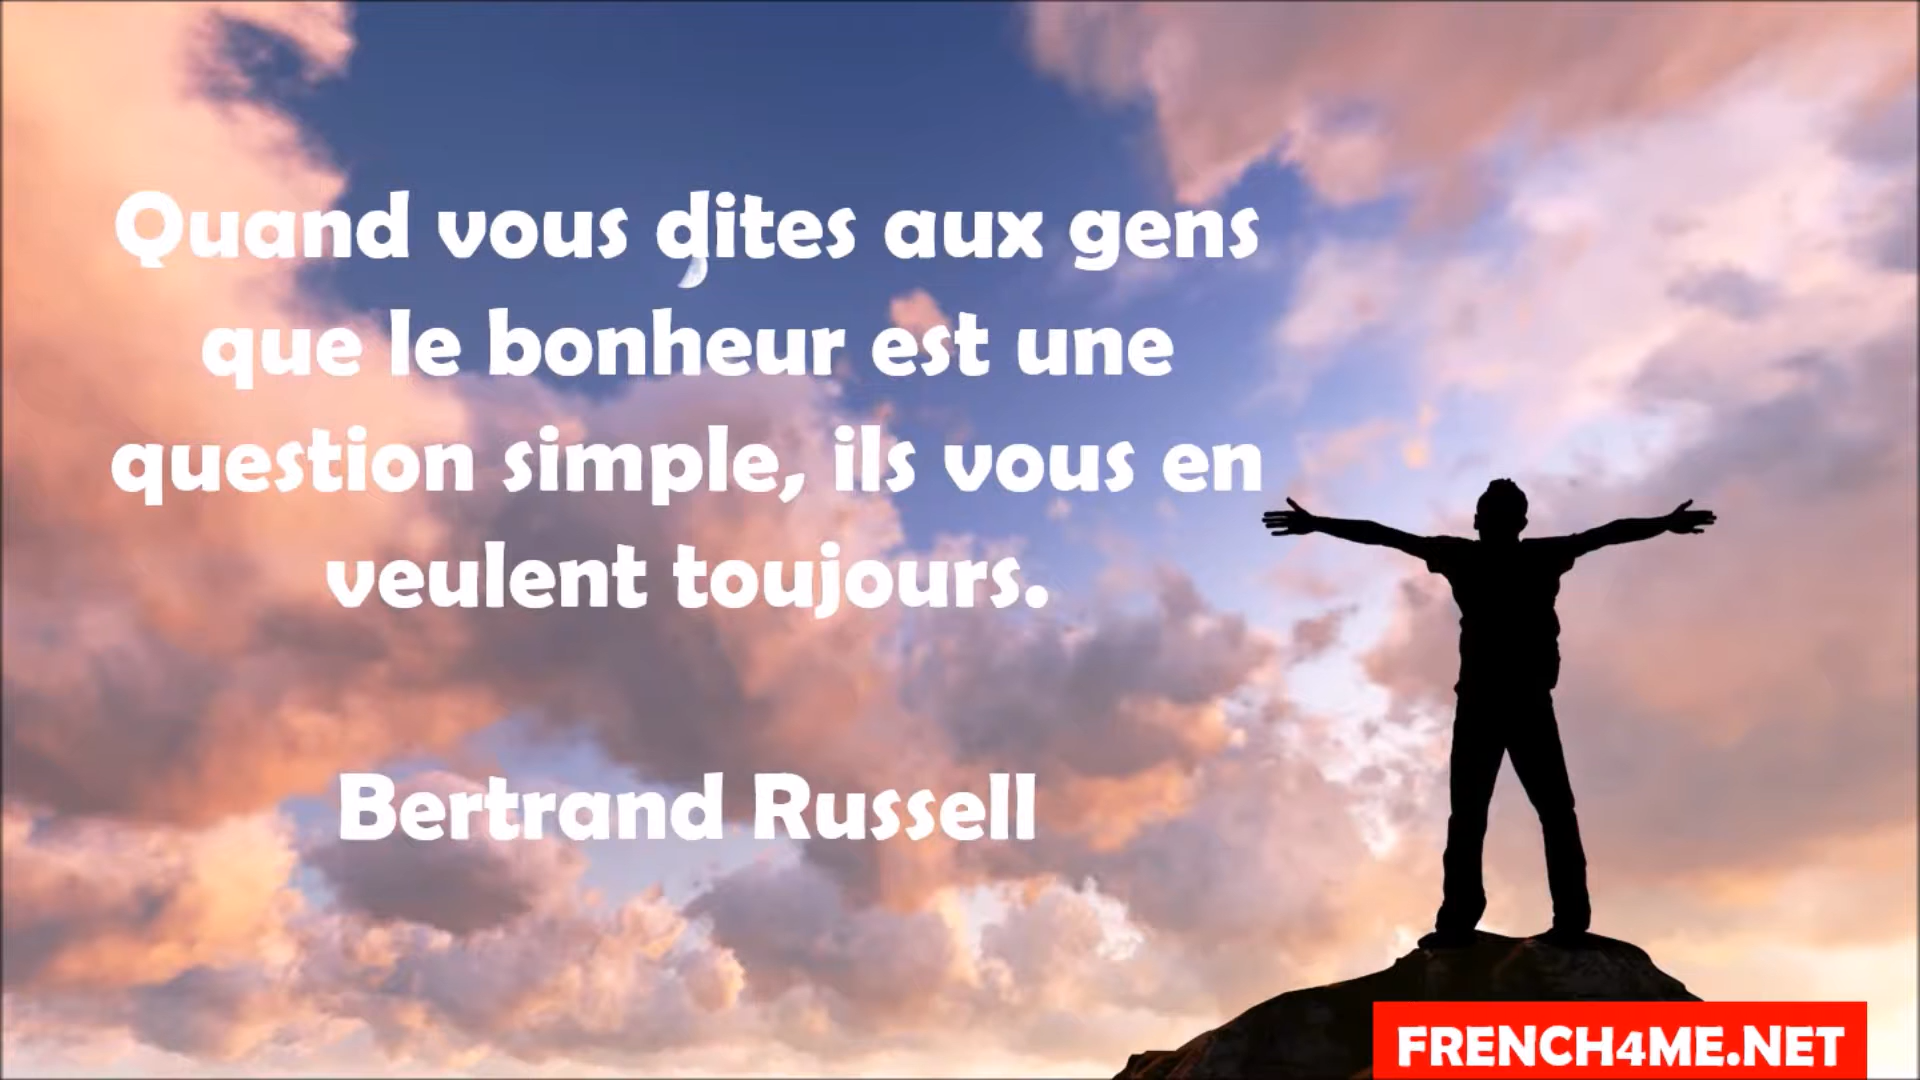 Quand vous dites aux gens
que le bonheur est une
question simple, ils vous en
veulent toujours.
Bertrand Russell
FRENCH4ME.NET